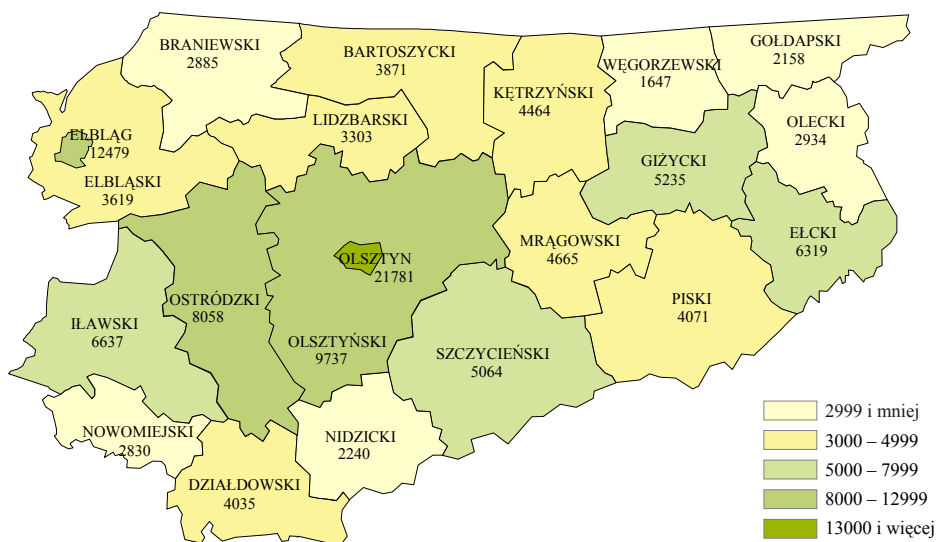 BRANIEWSKI
2885
BARTOSZYCKI
3871
KĘTRZYŃSKI
4464
WĘGORZEWSKI
1647
GOŁDAPSKI
2158
OLECKI
2934
ELBLĄG
12479
ELBLĄSKI
3619
LIDZBARSKI
3303
GIŻYCKI
5235
EŁCKI
6319
MRĄGOWSKI
4665
PISKI
4071
OLSZTYN
21781
OSTRÓDZKI
8058
OLSZTYŃSKI
9737
IŁAWSKI
6637
SZCZYCIEŃSKI
5064
NOWOMIEJSKI
2830
NIDZICKI
2240
DZIAŁDOWSKI
4035
2999 i mniej
3000 – 4999
5000 – 7999
8000 – 12999
13000 i więcej